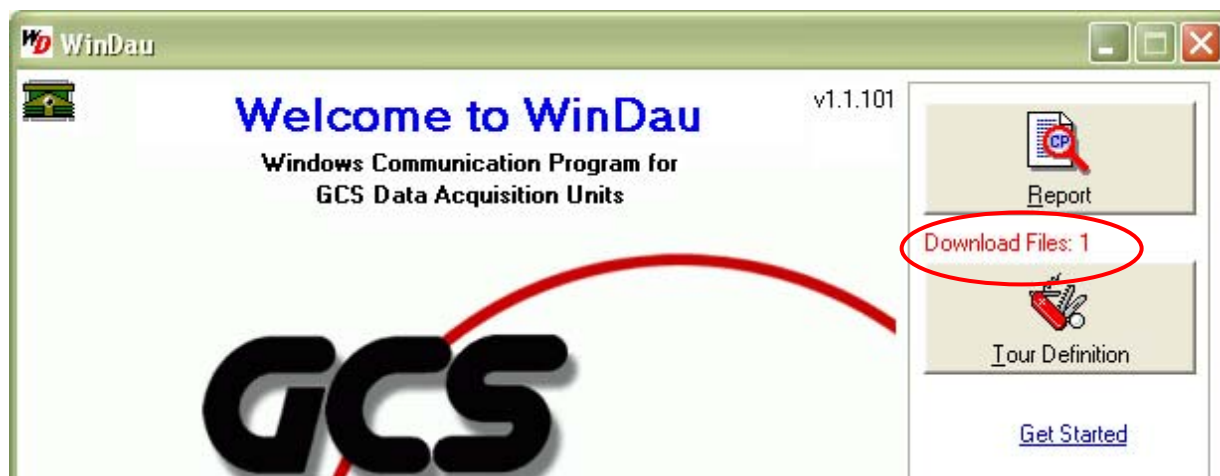 WD WinDau
Welcome to WinDau
v1.1.101
Windows Communication Program for
GCS Data Acquisition Units
CP
Report
Download Files: 1
Tour Definition
Get Started
GCS